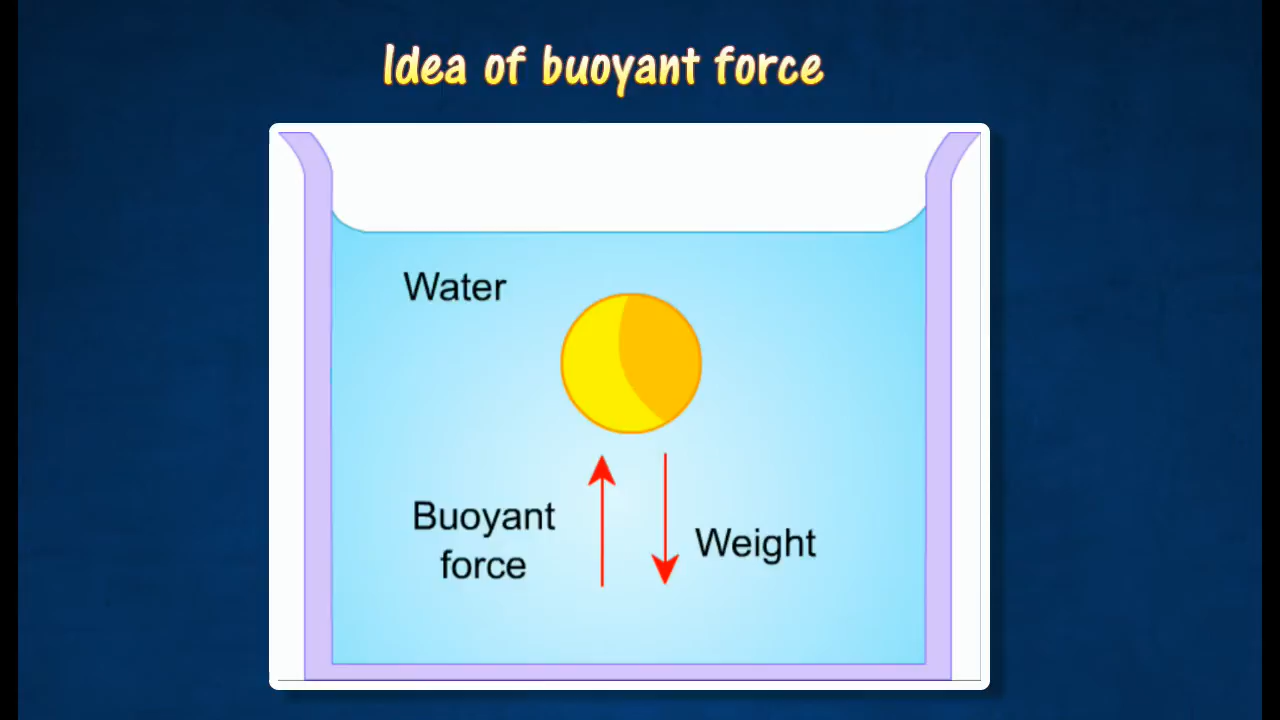 Idea of buoyant force
Water
Buoyant
force
Weight